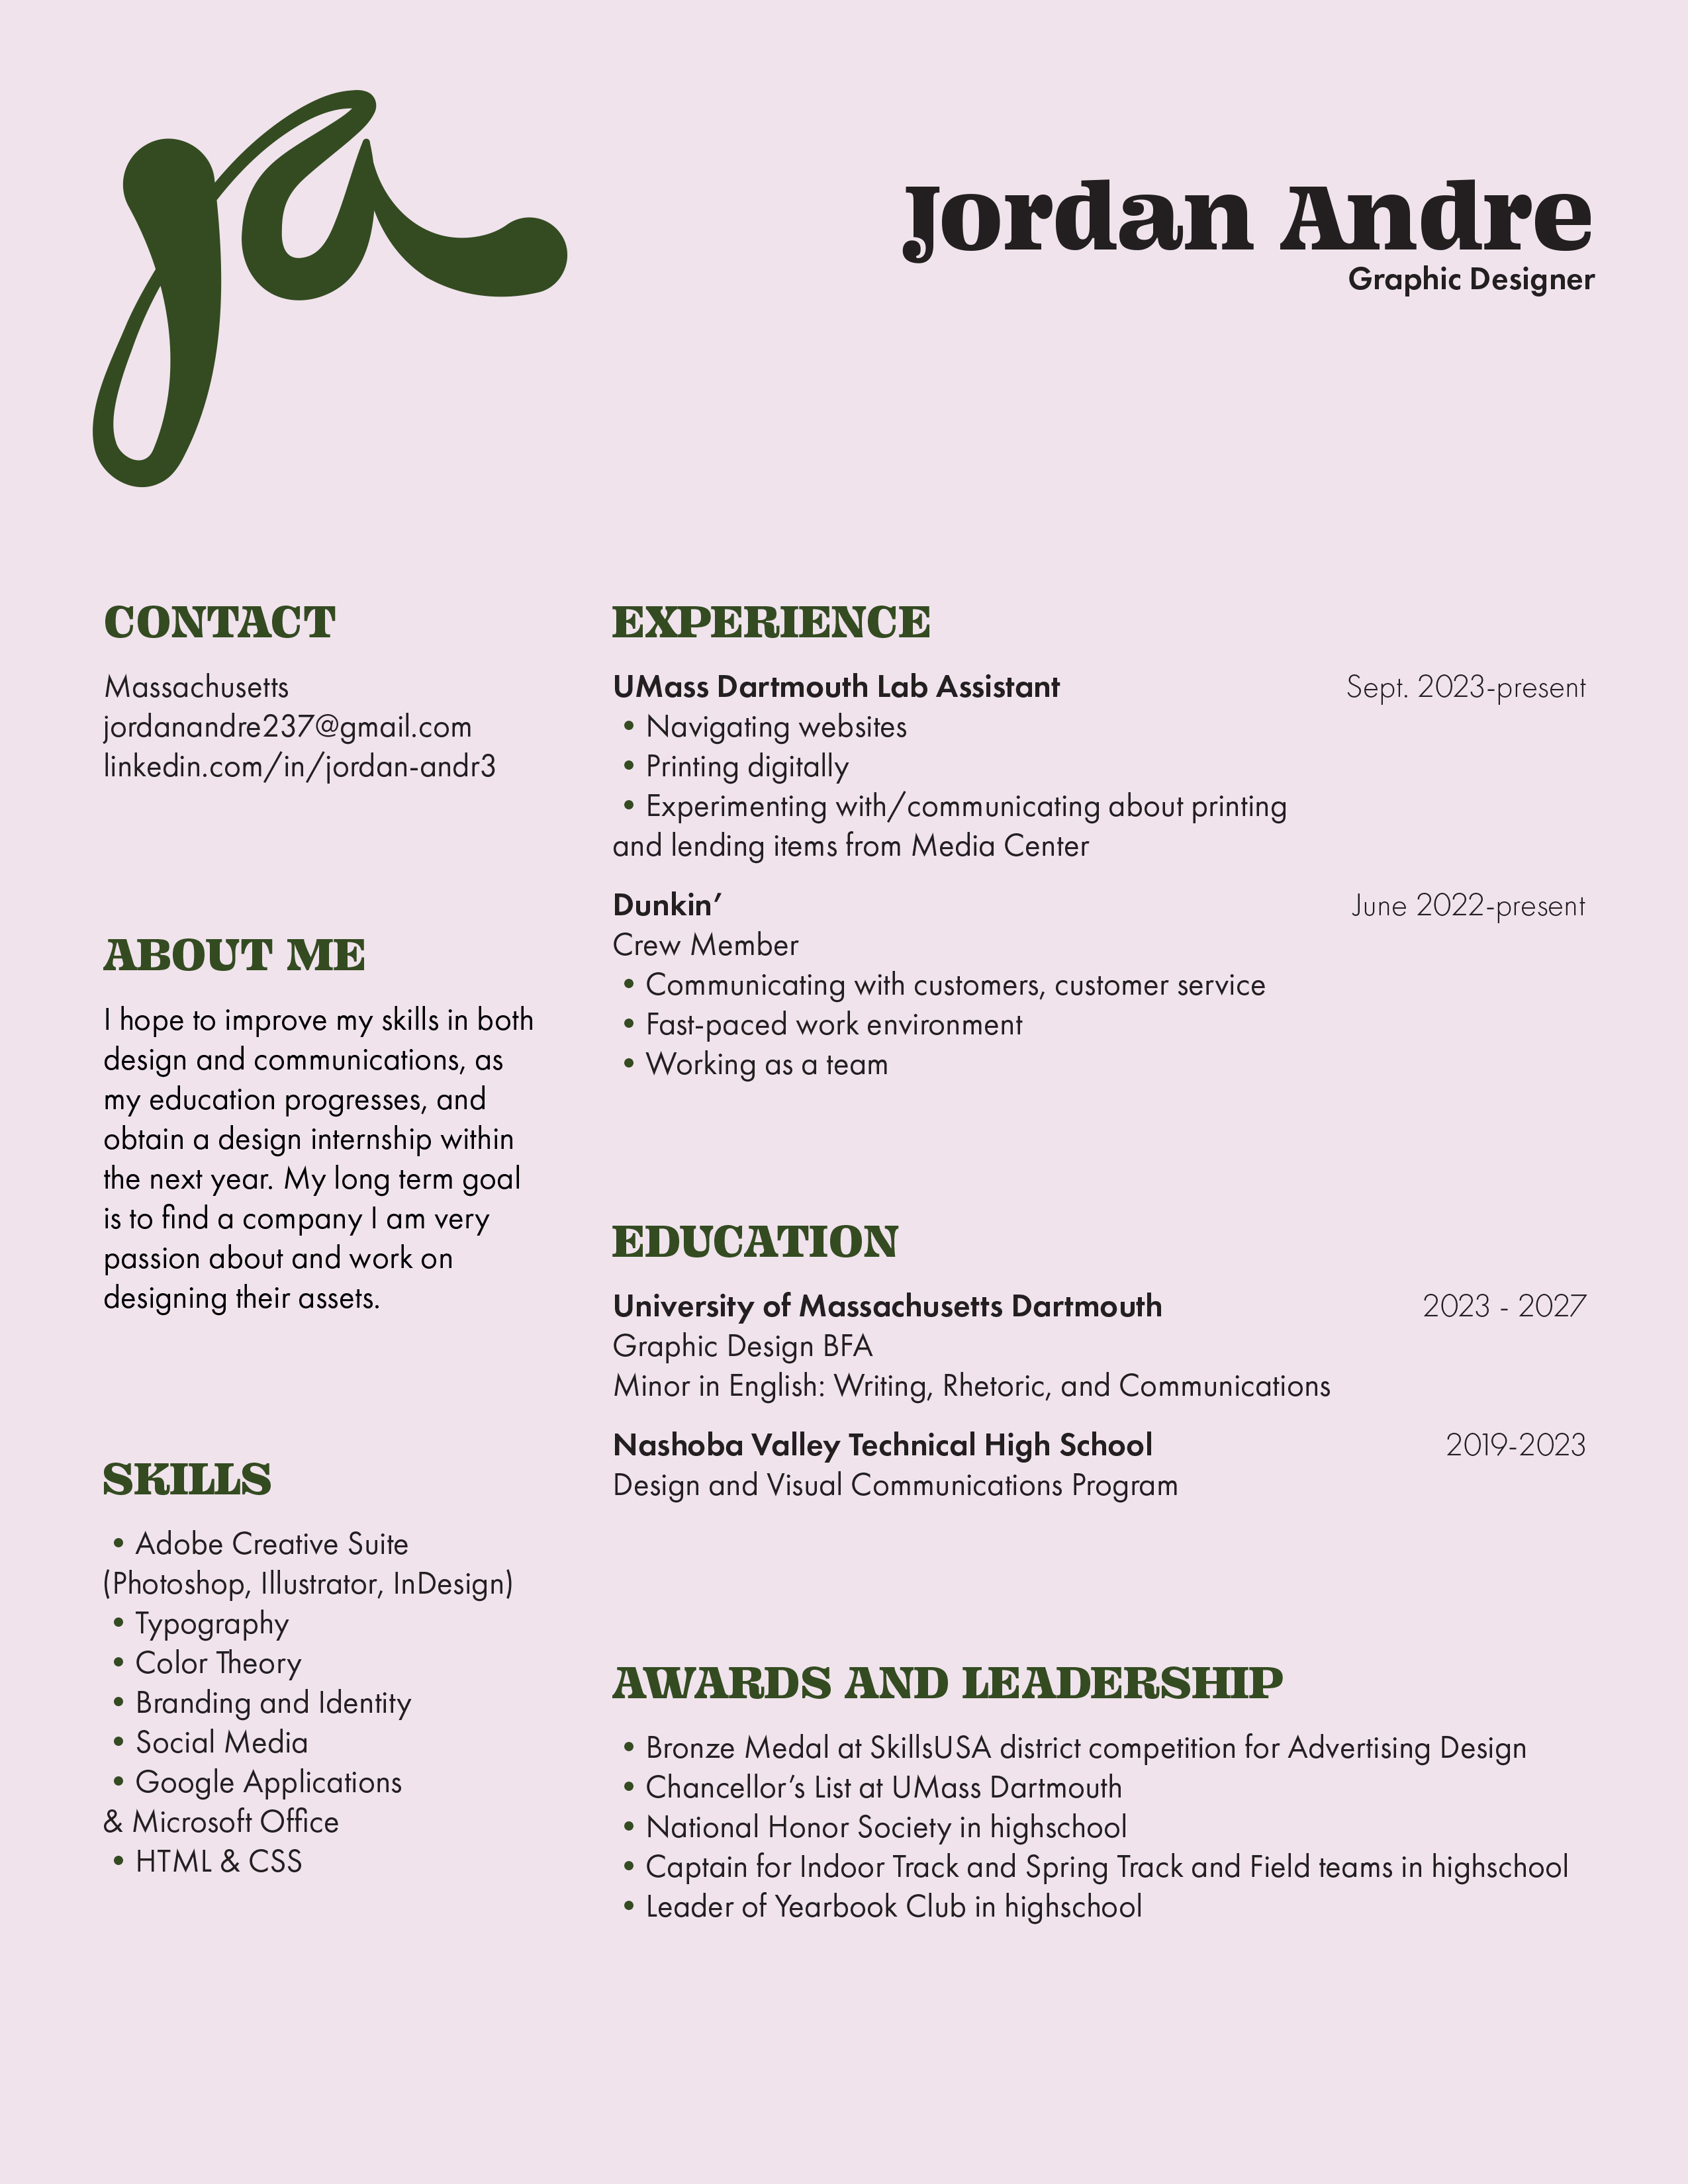 ja
Jordan Andre
Graphic Designer
CONTACT
Massachusetts
jordanandre237@gmail.com
linkedin.com/in/jordan-andr3
ABOUT ME
I hope to improve my skills in both
design and communications, as
my education progresses, and
obtain a design internship within
the next year. My long term goal
is to find a company I am very
passion about and work on
designing their assets.
SKILLS
• Adobe Creative Suite
(Photoshop, Illustrator, InDesign)
• Typography
• Color Theory
• Branding and Identity
• Social Media
• Google Applications
& Microsoft Office
• HTML & CSS
EXPERIENCE
UMass Dartmouth Lab Assistant Sept. 2023-present
• Navigating websites
• Printing digitally
• Experimenting with/communicating about printing
and lending items from Media Center
Dunkin’ June 2022-present
Crew Member
• Communicating with customers, customer service
• Fast-paced work environment
• Working as a team
EDUCATION
University of Massachusetts Dartmouth 2023 - 2027
Graphic Design BFA
Minor in English: Writing, Rhetoric, and Communications
Nashoba Valley Technical High School 2019-2023
Design and Visual Communications Program
AWARDS AND LEADERSHIP
• Bronze Medal at SkillsUSA district competition for Advertising Design
• Chancellor’s List at UMass Dartmouth
• National Honor Society in highschool
• Captain for Indoor Track and Spring Track and Field teams in highschool
• Leader of Yearbook Club in highschool